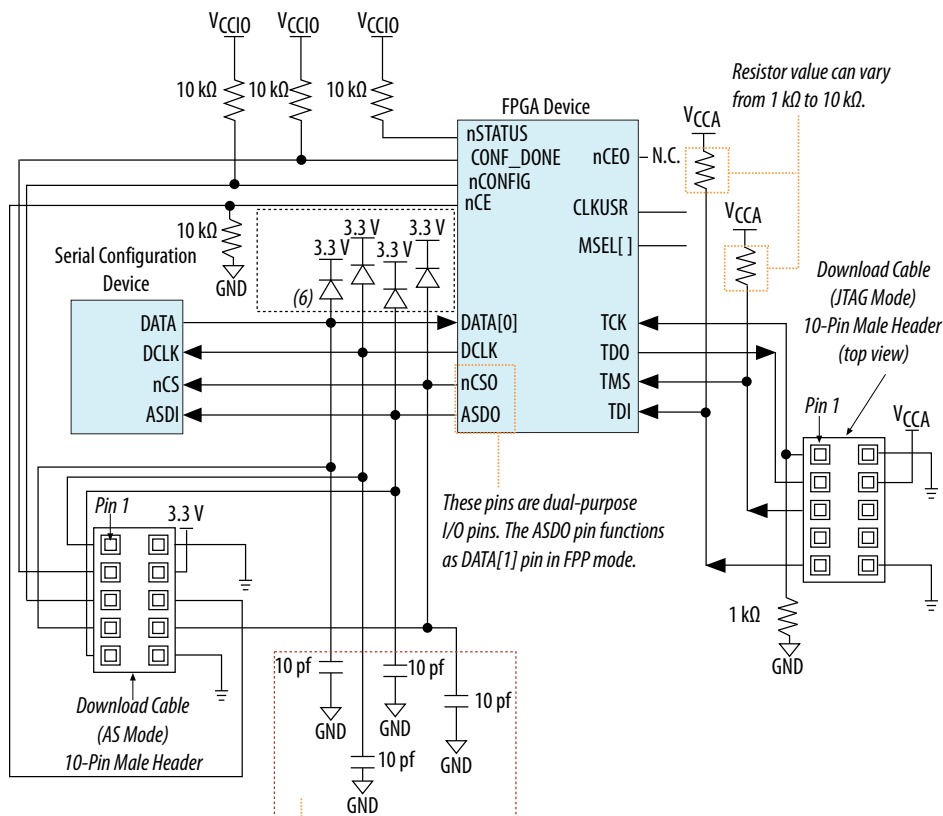 VCCIO VCCIO VCCIO
10 kΩ 10 kΩ 10 kΩ
Resistor value can vary
from 1 kΩ to 10 kΩ.
FPGA Device
nSTATUS
CONF_DONE
nCONFIG
nCE
nCEO N.C.
CLKUSR
MSEL[ ]
VCCA
VCCA
10 kΩ
GND
3.3 V 3.3 V 3.3 V 3.3 V
(6)
Serial Configuration
Device
DATA
DCLK
nCS
ASDI
DATA[0]
DCLK
nCSO
ASDO
TCK
TDO
TMS
TDI
Download Cable
(JTAG Mode)
10-Pin Male Header
(top view)
Pin 1
VCCA
These pins are dual-purpose
I/O pins. The ASDO pin functions
as DATA[1] pin in FPP mode.
Pin 1
3.3 V
1 kΩ
GND
Download Cable
(AS Mode)
10-Pin Male Header
10 pf
GND
10 pf
GND
10 pf
GND
10 pf
GND